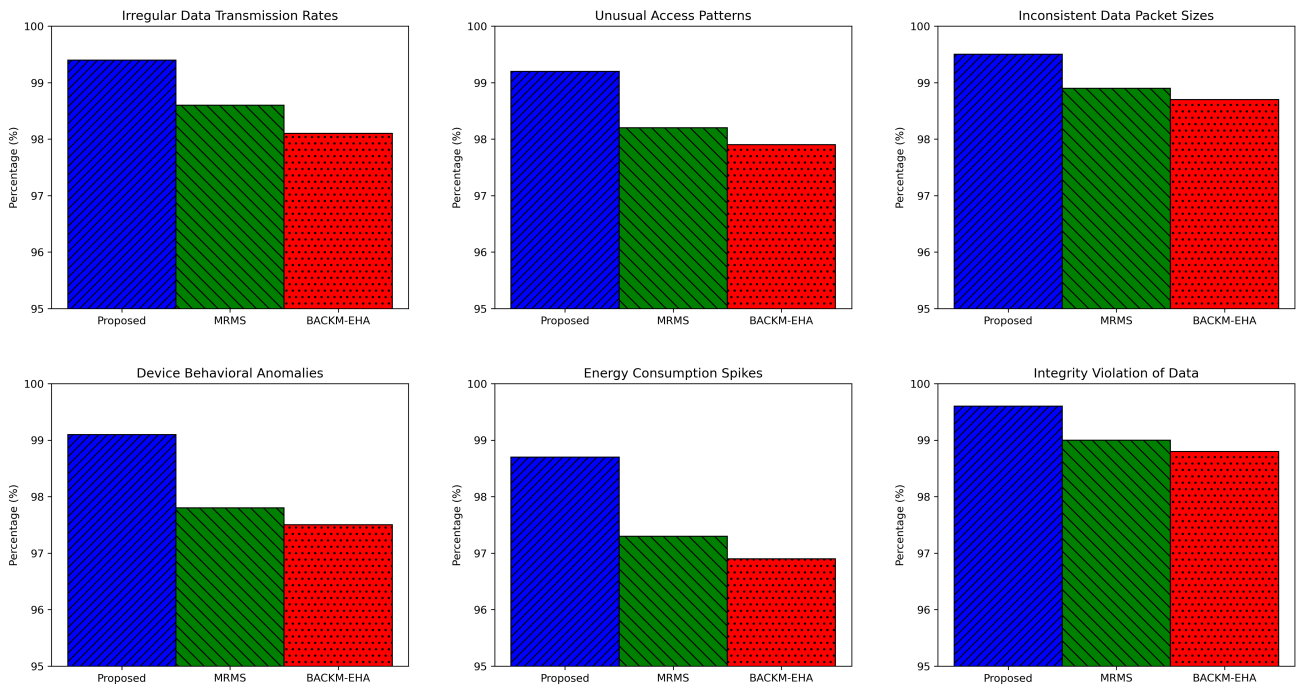 Irregular Data Transmission Rates
100
99
98
97
96
95
Percentage (%)
Proposed MRMS BACKM-EHA
Unusual Access Patterns
100
99
98
97
96
95
Percentage (%)
Proposed MRMS BACKM-EHA
Inconsistent Data Packet Sizes
100
99
98
97
96
95
Percentage (%)
Proposed MRMS BACKM-EHA
Device Behavioral Anomalies
100
99
98
97
96
95
Percentage (%)
Proposed MRMS BACKM-EHA
Energy Consumption Spikes
100
99
98
97
96
95
Percentage (%)
Proposed MRMS BACKM-EHA
Integrity Violation of Data
100
99
98
97
96
95
Percentage (%)
Proposed MRMS BACKM-EHA